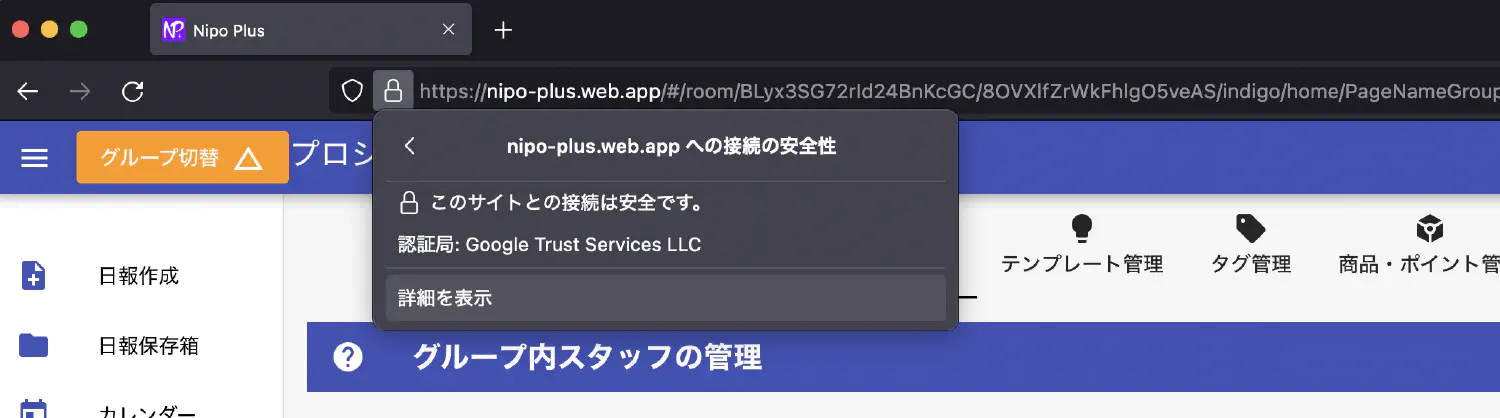 Nipo Plus
https://nipo-plus.web.app/#/room/BLyx3SG72rId24BnKcGC/8OVXlfZrWkFhlgO5veAS/indigo/home/PageNameGroup
グループ切替
プロジ
nipo-plus.web.app への接続の安全性
このサイトとの接続は安全です。
認証局: Google Trust Services LLC
詳細を表示
テンプレート管理
タグ管理
商品・ポイント管
日報作成
日報保存箱
カレンダー
グループ内スタッフの管理